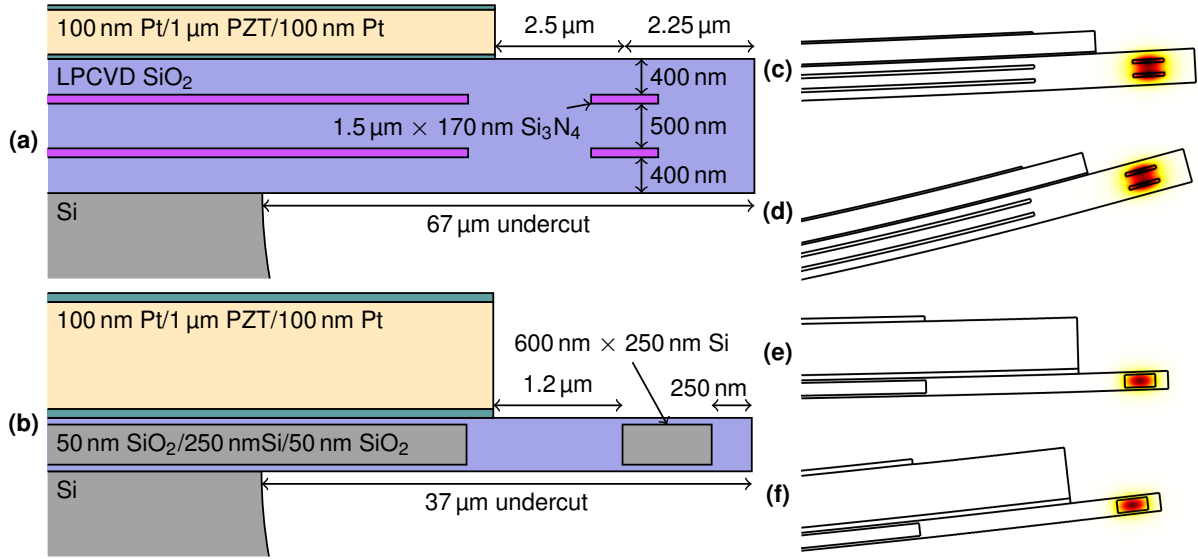 (a)
100 nm Pt/1 µm PZT/100 nm Pt
2.5 µm
2.25 µm
LPCVD SiO2
400 nm
1.5 µm × 170 nm Si3N4
500 nm
400 nm
Si
67 µm undercut
(b)
100 nm Pt/1 µm PZT/100 nm Pt
600 nm × 250 nm Si
1.2 µm
250 nm
50 nm SiO2/250 nmSi/50 nm SiO2
Si
37 µm undercut
(c)
(d)
(e)
(f)